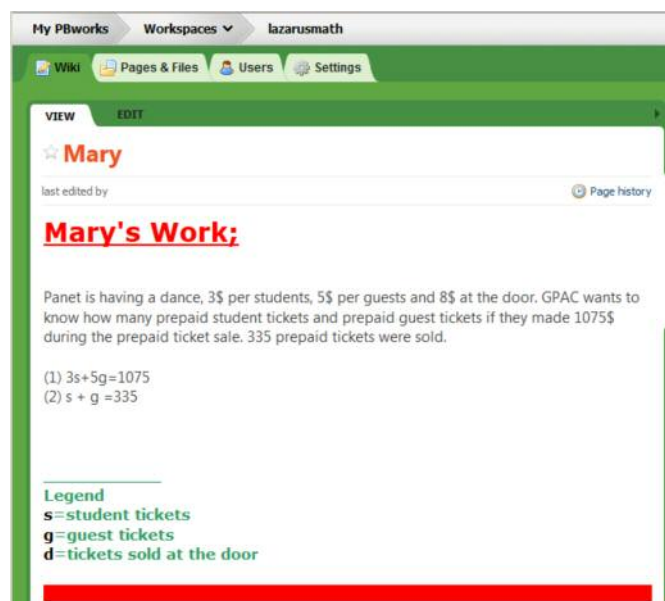 My PBworks Workspaces lazarusmath
Wiki Pages & Files Users Settings
VIEW EDIT
Mary
last edited by Page history
Mary's Work;
Panet is having a dance, 3$ per students, 5$ per guests and 8$ at the door. GPAC wants to
know how many prepaid student tickets and prepaid guest tickets if they made 1075$
during the prepaid ticket sale. 335 prepaid tickets were sold.
(1) 3s+5g=1075
(2) s + g =335
Legend
s=student tickets
g=guest tickets
d=tickets sold at the door